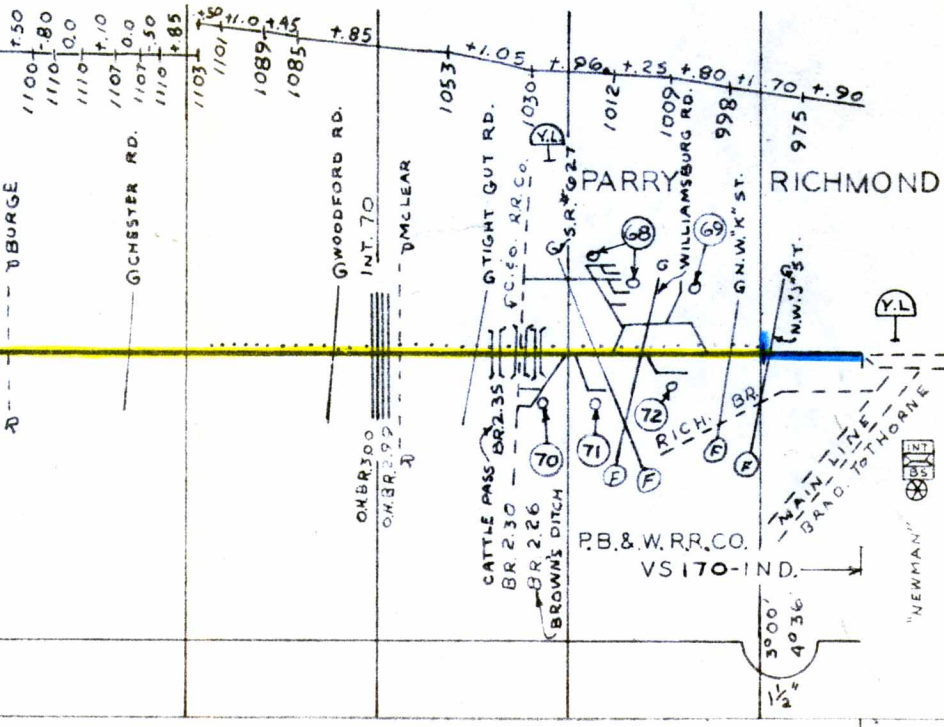 +.50
-.80
0.0
+.10
0.0
-.50
+.85
+.50
+1.0
+.45
+.85
+1.05
+.96
+.25
+.80
+1.70
+.90
1100
1110
1110
1107
1107
1110
1103
1101
1089
1085
1053
1030
1012
1009
998
975
BURGE
G CHESTER RD.
G WOODFORD RD.
INT. 70
MCLEAR
G TIGHT GUT RD.
C.C.O. R.R. CO.
Y.L
S.R. # 627
PARRY
RICHMOND
WILLIAMSBURG RD.
G N.W. "K" ST.
G
N.W. "J" ST.
68
69
G
G
Y.L
O.H.BR.3.00
O.H.BR.2.99
CATTLE PASS
BR. 2.35
BR. 2.30
BR. 2.26
BROWN'S DITCH
70
71
72
F
F
F
F
RICH. BR.
MAIN LINE
BRAD. TO THORNE
INT
BS
"NEWMAN"
P.B. & W. R.R. CO.
VS 170-IND.
3°00'
4°36'
1½"